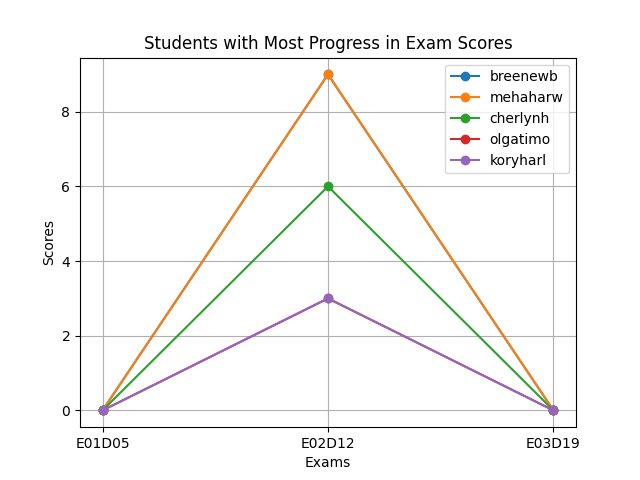 Students with Most Progress in Exam Scores
breenewb
mehaharw
cherlynh
olgatimo
koryharl
8
6
4
2
0
Scores
E01D05 E02D12 E03D19
Exams